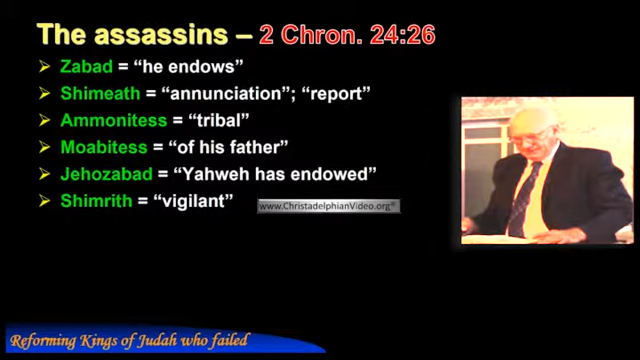 The assassins – 2 Chron. 24:26
Zabad = “he endows”
Shimeath = “annunciation”; “report”
Ammonitess = “tribal”
Moabitess = “of his father”
Jehozabad = “Yahweh has endowed”
Shimrith = “vigilant”
www.ChristadelphianVideo.org®
Reforming Kings of Judah who failed